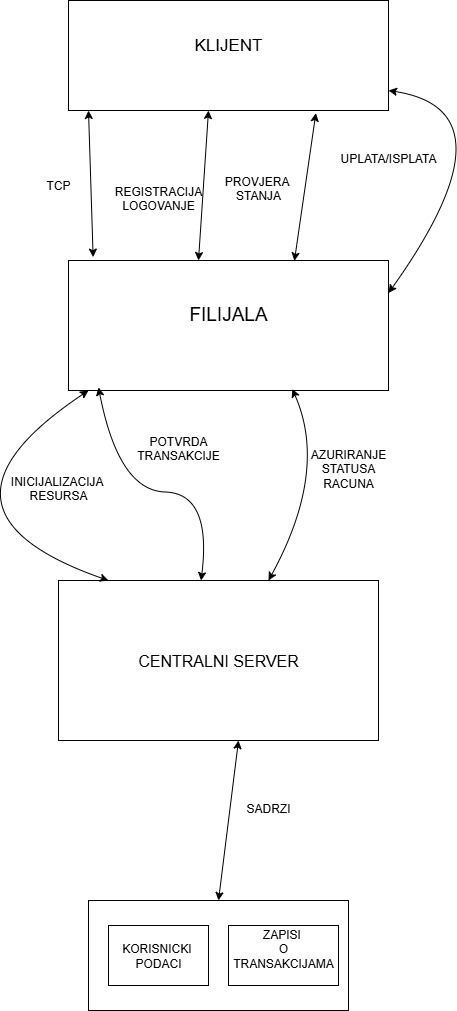 KLIJENT
TCP
REGISTRACIJA
LOGOVANJE
PROVJERA
STANJA
UPLATA/ISPLATA
FILIJALA
INICIJALIZACIJA
RESURSA
POTVRDA
TRANSAKCIJE
AZURIRANJE
STATUSA
RACUNA
CENTRALNI SERVER
SADRZI
KORISNICKI
PODACI
ZAPISI
O
TRANSAKCIJAMA